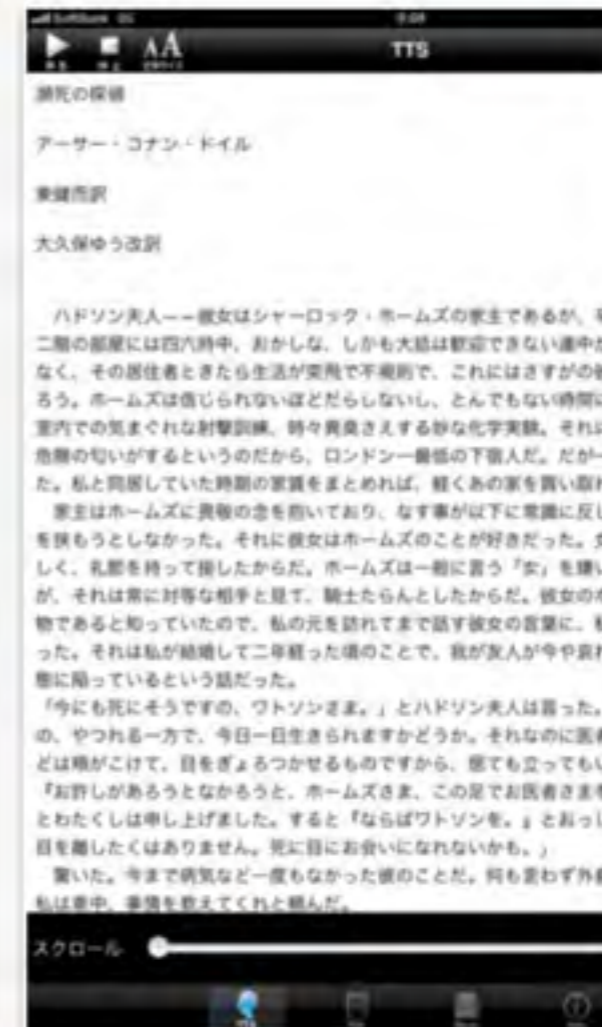 TTS
AA
瀕死の探偵
アーサー・コナン・ドイル
大久保ゆう改訳
ハドソン夫人――彼女はシャーロック・ホームズの家主であるが、
二階の部屋には四六時中、おかしな、しかも大抵は歓迎できない連中が
なく、その居住者ときたら生活が突飛で不規則で、これにはさすがの彼
ろう。ホームズは信じられないほどだらしないし、とんでもない時間に
室内での気まぐれな射撃訓練、時々異臭さえする妙な化学実験。それに
危険の匂いがするというのだから、ロンドン一最低の下宿人だ。だが一
た。私と同居していた時期の家賃をまとめれば、軽くあの家を買い取れ
家主はホームズに畏敬の念を抱いており、なす事が以下に常識に反し
を挟もうとしなかった。それに彼女はホームズのことが好きだった。女
しく、礼節を持って接したからだ。ホームズは一般に言う「女」を嫌い
が、それは常に対等な相手と見て、騎士たらんとしたからだ。彼女のホ
物であると知っていたので、私の元を訪れてまで話す彼女の言葉に、
った。それは私が結婚して二年経った頃のことで、我が友人が今や哀れ
態に陥っているという話だった。
「今にも死にそうですの、ワトソンさま。」とハドソン夫人は言った。
の、やつれる一方で、今日一日生きられますかどうか。それなのに医者
どは頬がこけて、目をぎょろつかせるものですから、居ても立ってもい
『お許しがあろうとなかろうと、ホームズさま、この足でお医者さまを
とわたくしは申し上げました。すると『ならばワトソンを。』とおっし
目を離したくはありません。死に目にお会いになれないかも。」
驚いた。今まで病気など一度もなかった彼のことだ。何も言わず外套
私は車中、事情を教えてくれと頼んだ。
スクロール
TTS